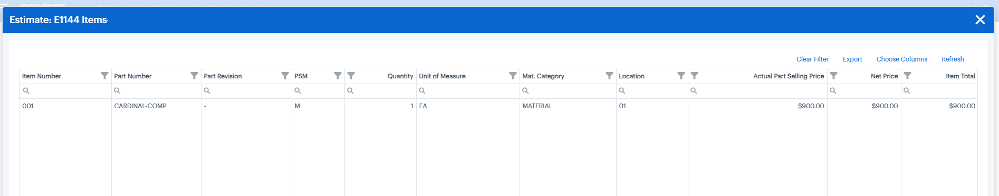 Estimate: E1144 Items
Clear Filter Export Choose Columns Refresh
Item Number Part Number Part Revision PSM Quantity Unit of Measure Mat. Category Location Actual Part Selling Price Net Price Item Total
001 CARDINAL-COMP - M 1 EA MATERIAL 01 $900.00 $900.00 $900.00